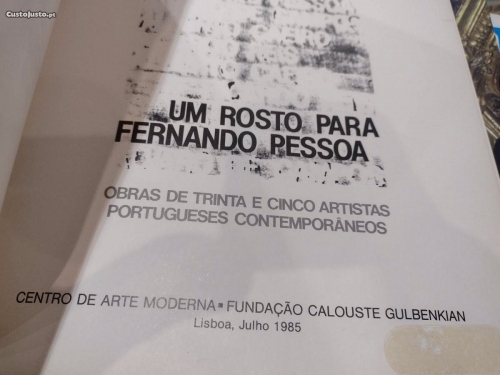 CustoJusto.pt
UM ROSTO PARA
FERNANDO PESSOA
OBRAS DE TRINTA E CINCO ARTISTAS
PORTUGUESES CONTEMPORÂNEOS
CENTRO DE ARTE MODERNA ▪ FUNDAÇÃO CALOUSTE GULBENKIAN
Lisboa, Julho 1985